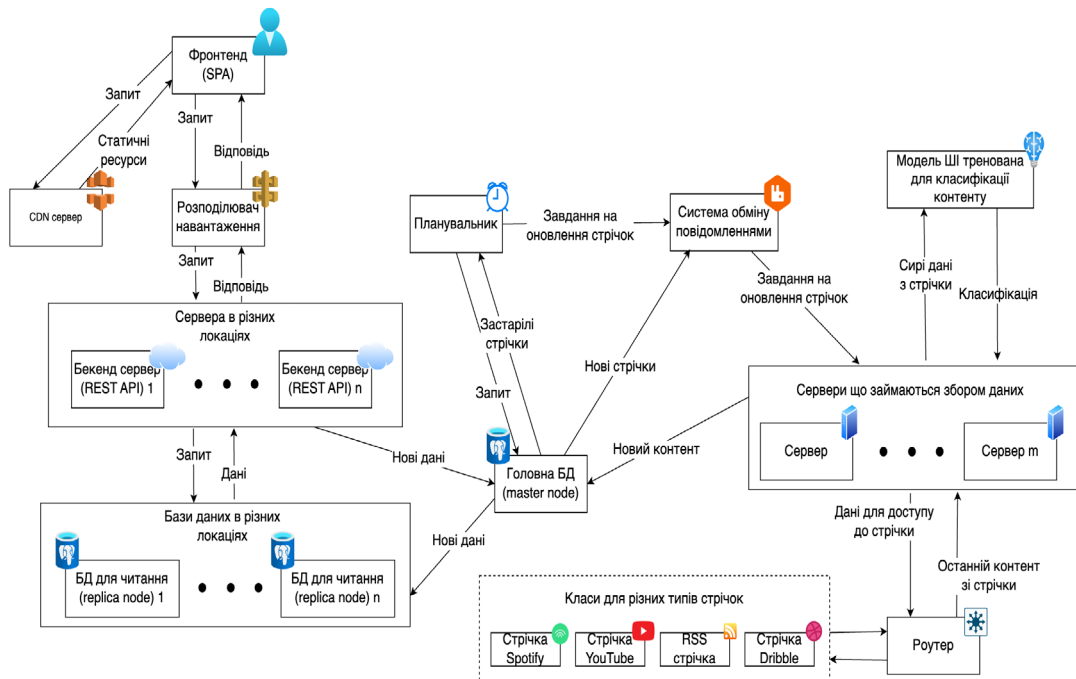 Фронтенд
(SPA)
Запит
Статичні
ресурси
Запит
Відповідь
CDN сервер
Розподілювач
навантаження
Запит
Відповідь
Сервера в різних
локаціях
Бекенд сервер
(REST API) 1
Бекенд сервер
(REST API) n
Запит
Дані
Нові дані
Бази даних в різних
локаціях
БД для читання
(replica node) 1
БД для читання
(replica node) n
Нові дані
Планувальник
Завдання на
оновлення стрічок
Система обміну
повідомленнями
Застарілі
стрічки
Запит
Нові стрічки
Головна БД
(master node)
Новий контент
Завдання на
оновлення стрічок
Модель ШІ тренована
для класифікації
контенту
Сирі дані
з стрічки
Класифікація
Сервери що займаються збором даних
Сервер
Сервер m
Дані для доступу
до стрічки
Останній контент
зі стрічки
Класи для різних типів стрічок
Стрічка
Spotify
Стрічка
YouTube
RSS
стрічка
Стрічка
Dribble
Роутер